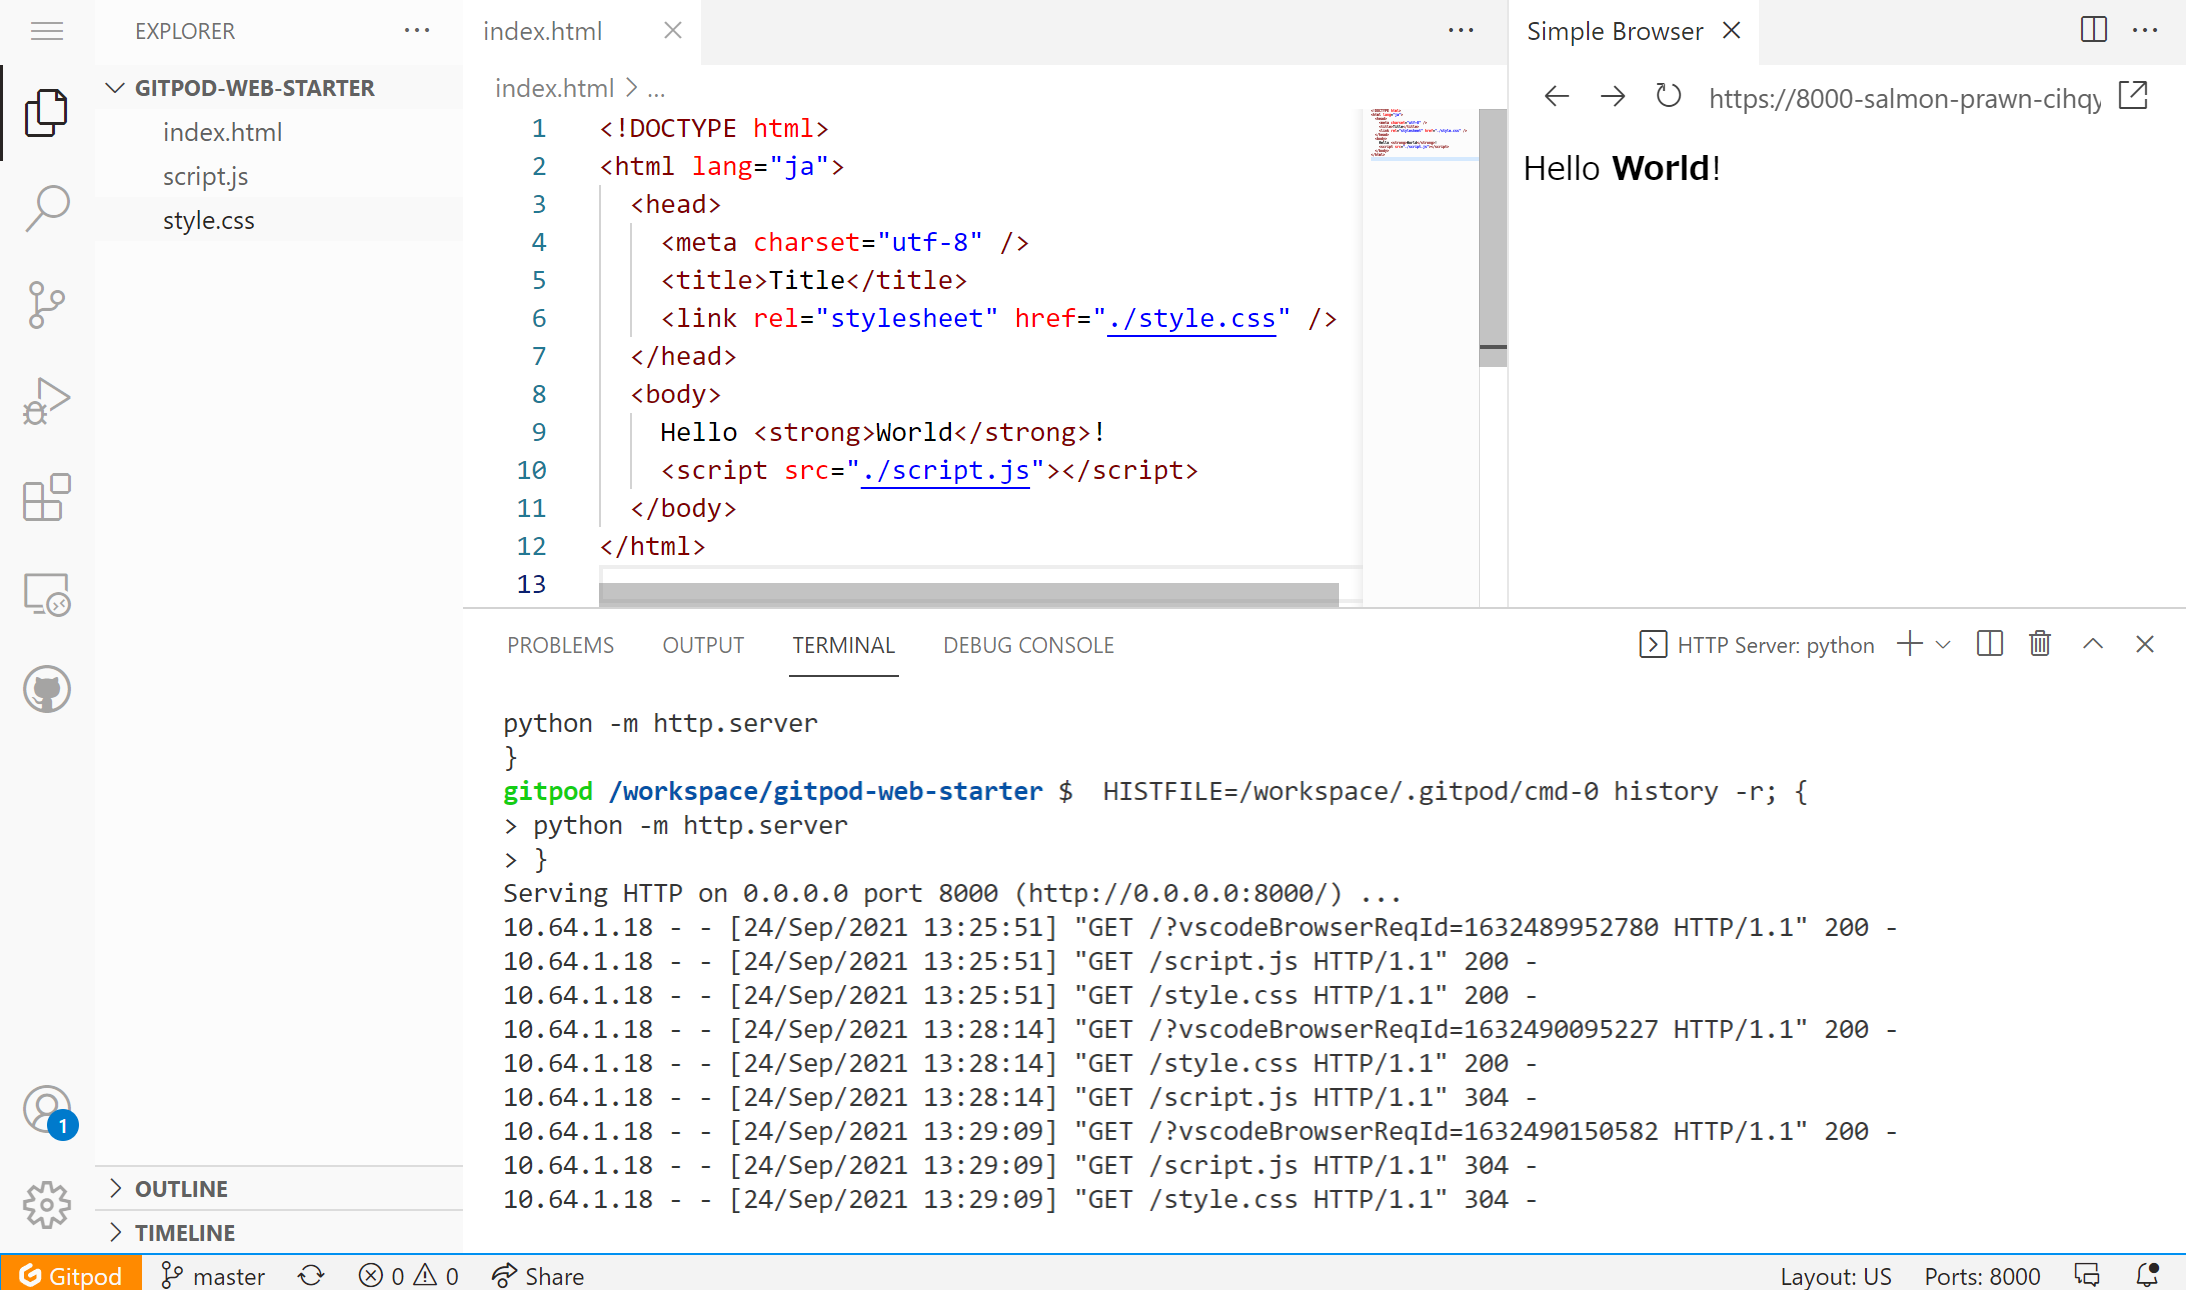 EXPLORER
GITPOD-WEB-STARTER
index.html
script.js
style.css
OUTLINE
TIMELINE
index.html
index.html > ...
1 <!DOCTYPE html>
2 <html lang="ja">
3 <head>
4 <meta charset="utf-8" />
5 <title>Title</title>
6 <link rel="stylesheet" href="./style.css" />
7 </head>
8 <body>
9 Hello <strong>World</strong>!
10 <script src="./script.js"></script>
11 </body>
12 </html>
13
Simple Browser
https://8000-salmon-prawn-cihqy
Hello World!
PROBLEMS OUTPUT TERMINAL DEBUG CONSOLE
HTTP Server: python
python -m http.server
}
gitpod /workspace/gitpod-web-starter $  HISTFILE=/workspace/.gitpod/cmd-0 history -r; {
> python -m http.server
> }
Serving HTTP on 0.0.0.0 port 8000 (http://0.0.0.0:8000/) ...
10.64.1.18 - - [24/Sep/2021 13:25:51] "GET /?vscodeBrowserReqId=1632489952780 HTTP/1.1" 200 -
10.64.1.18 - - [24/Sep/2021 13:25:51] "GET /script.js HTTP/1.1" 200 -
10.64.1.18 - - [24/Sep/2021 13:25:51] "GET /style.css HTTP/1.1" 200 -
10.64.1.18 - - [24/Sep/2021 13:28:14] "GET /?vscodeBrowserReqId=1632490095227 HTTP/1.1" 200 -
10.64.1.18 - - [24/Sep/2021 13:28:14] "GET /style.css HTTP/1.1" 200 -
10.64.1.18 - - [24/Sep/2021 13:28:14] "GET /script.js HTTP/1.1" 304 -
10.64.1.18 - - [24/Sep/2021 13:29:09] "GET /?vscodeBrowserReqId=1632490150582 HTTP/1.1" 200 -
10.64.1.18 - - [24/Sep/2021 13:29:09] "GET /script.js HTTP/1.1" 304 -
10.64.1.18 - - [24/Sep/2021 13:29:09] "GET /style.css HTTP/1.1" 304 -
1
Gitpod master 0 0 Share Layout: US Ports: 8000